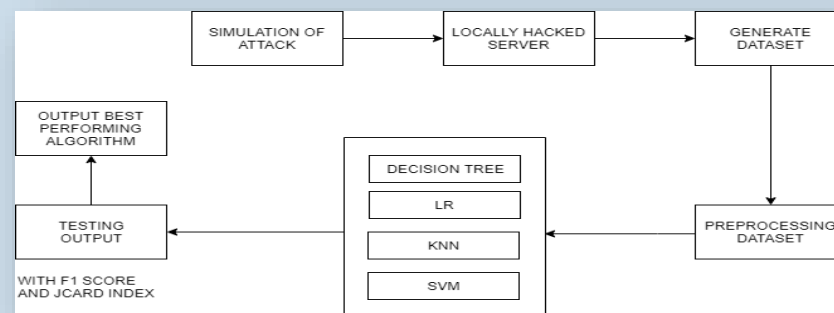 SIMULATION OF
ATTACK
LOCALLY HACKED
SERVER
GENERATE
DATASET
PREPROCESSING
DATASET
DECISION TREE
LR
KNN
SVM
TESTING
OUTPUT
WITH F1 SCORE
AND JCARD INDEX
OUTPUT BEST
PERFORMING
ALGORITHM